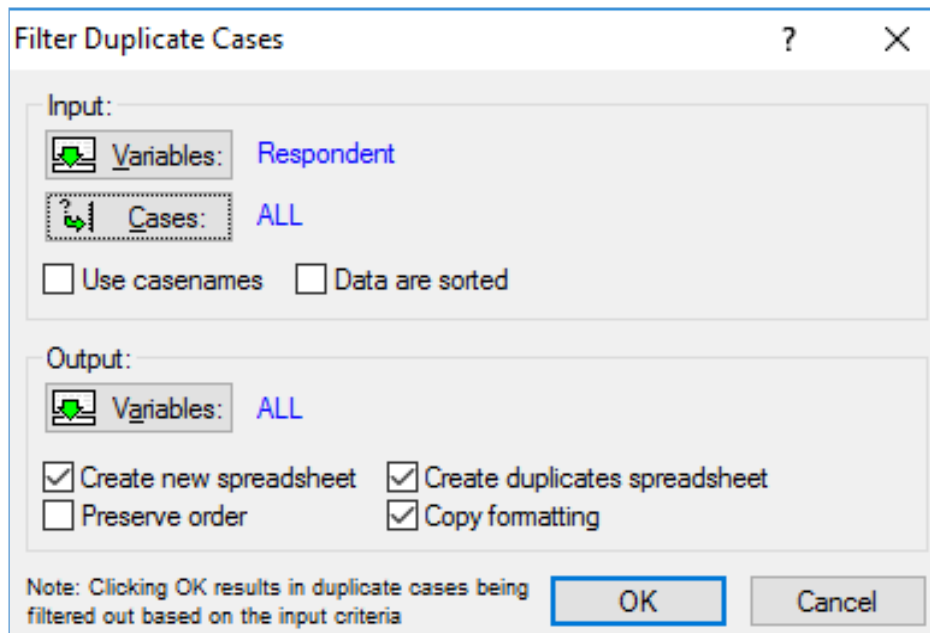 Filter Duplicate Cases ? X
Input:
Variables: Respondent
Cases: ALL
Use casenames Data are sorted
Output:
Variables: ALL
Create new spreadsheet Create duplicates spreadsheet
Preserve order Copy formatting
Note: Clicking OK results in duplicate cases being
filtered out based on the input criteria
OK Cancel